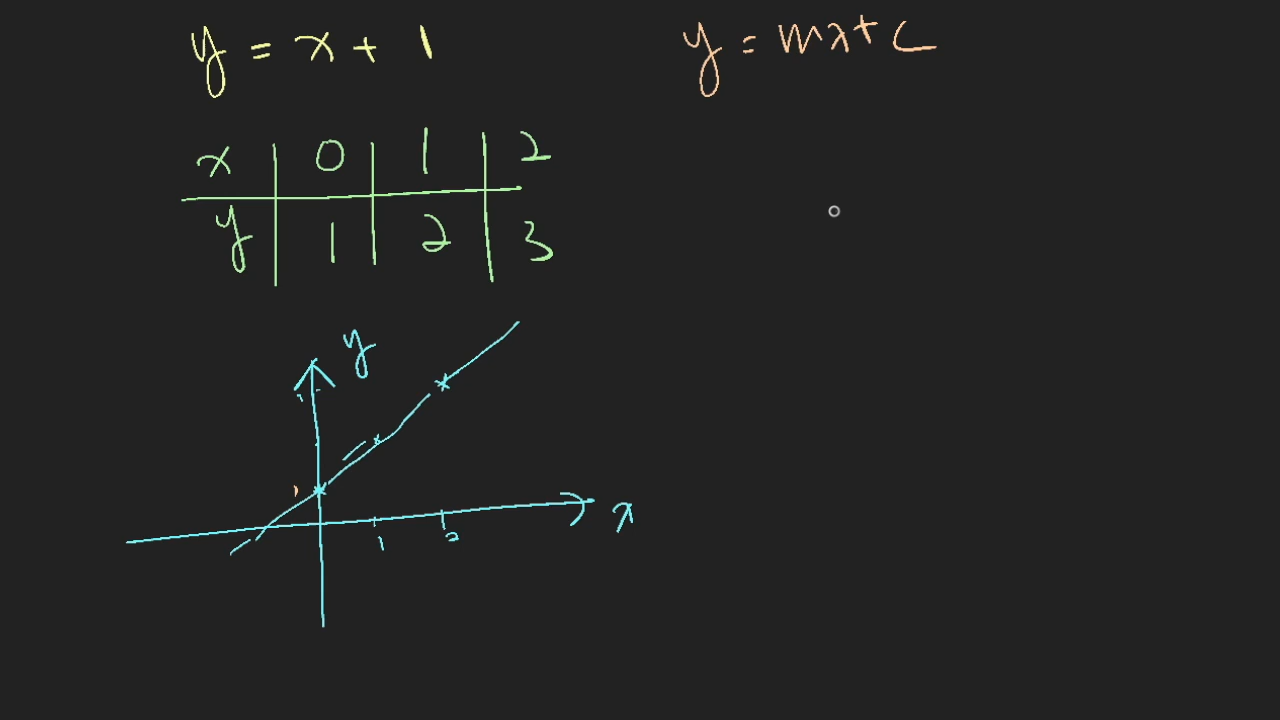 y = x + 1
y = mx + c
x | 0 | 1 | 2
y | 1 | 2 | 3
y
1
x
1 2